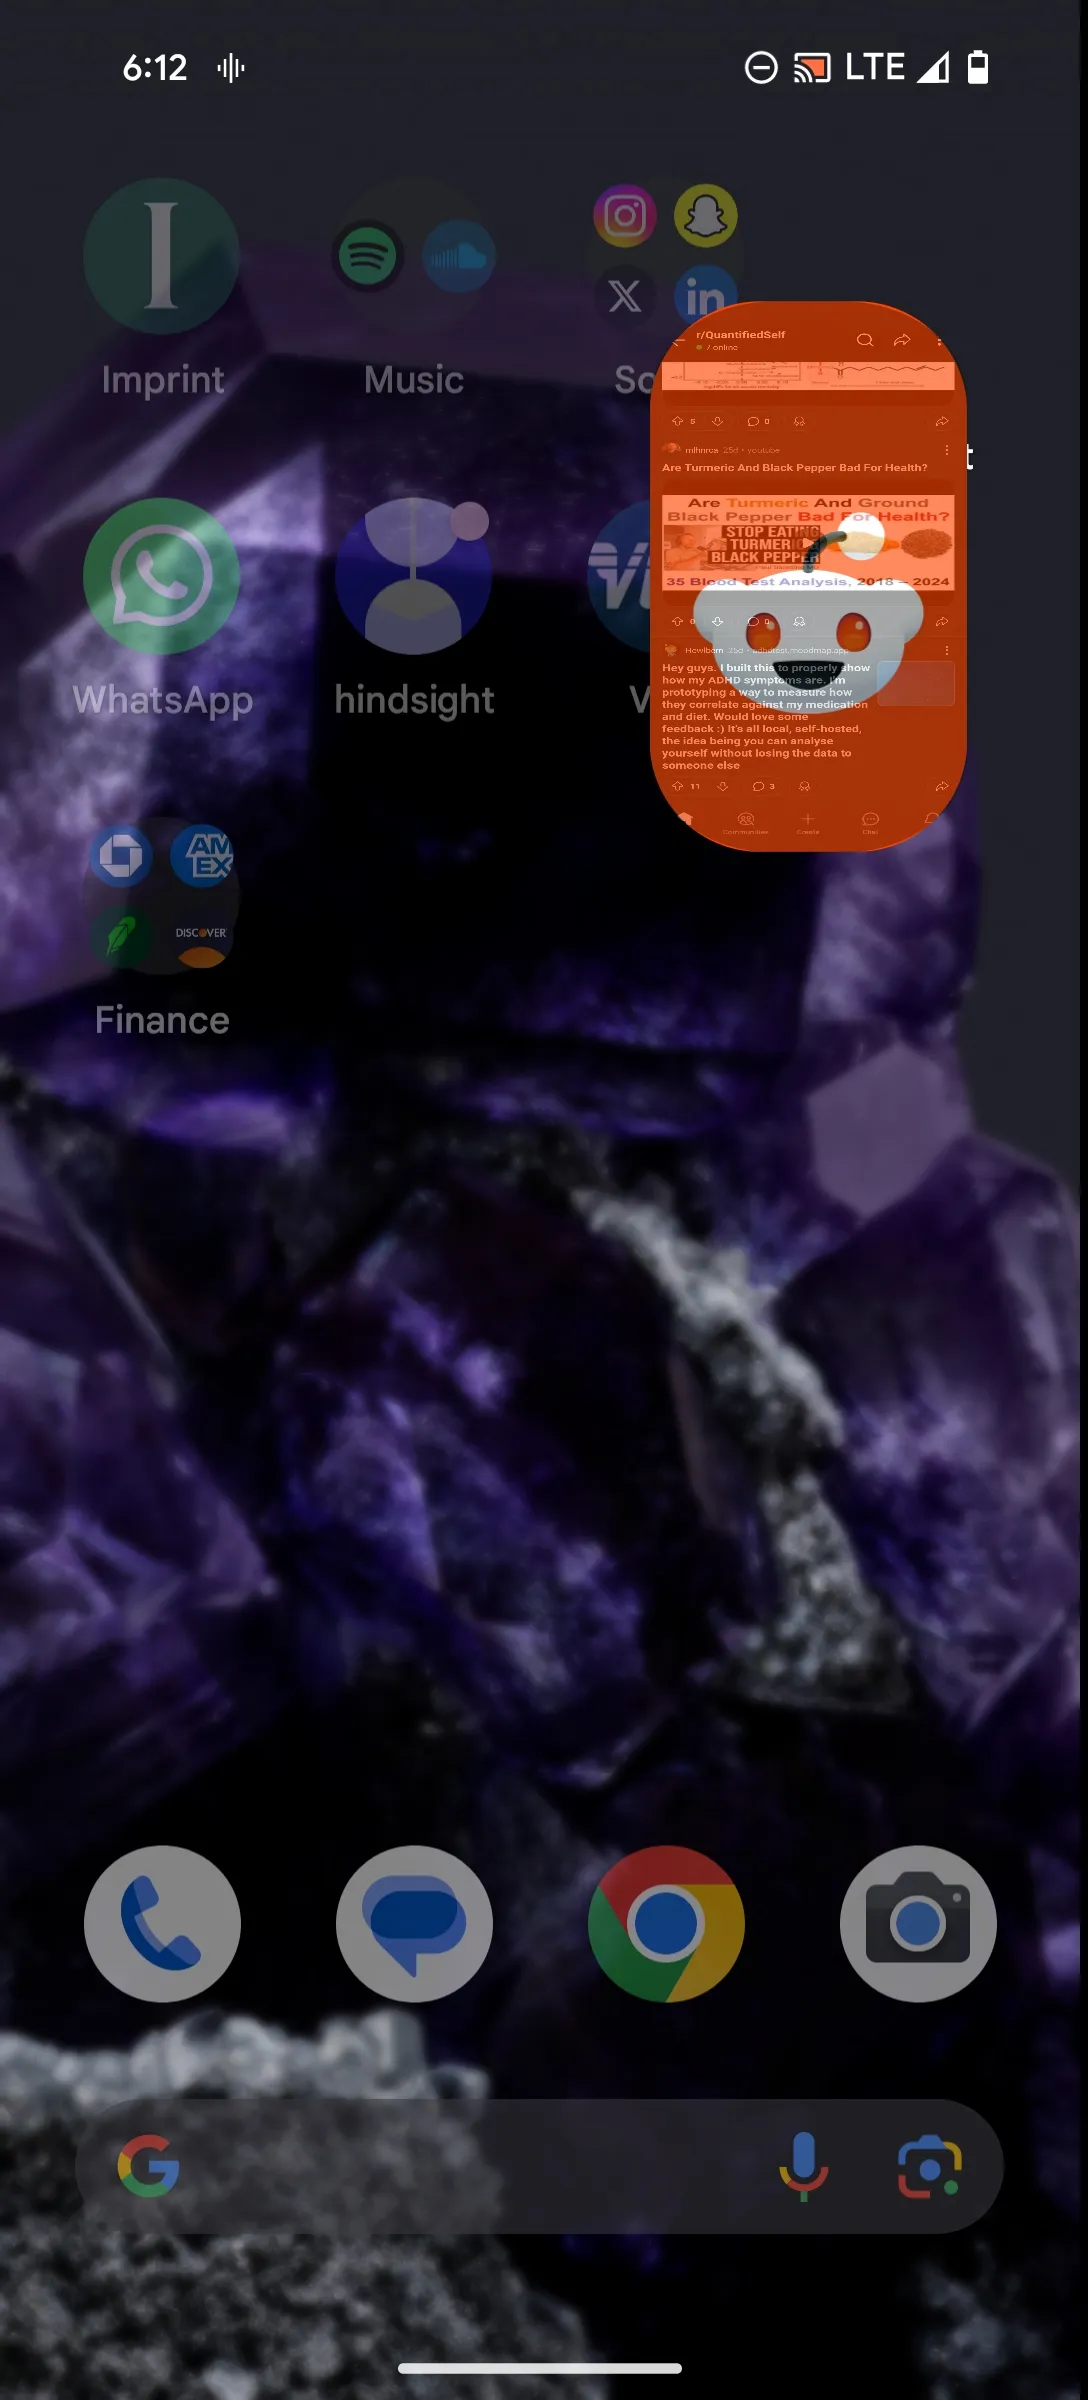 6:12
LTE
Imprint
Music
So
r/QuantifiedSelf
7 online
5
0
mlhnrca 25d • youtube
Are Turmeric And Black Pepper Bad For Health?
Are Turmeric And Ground
Black Pepper Bad For Health?
STOP EATING
TURMERIC
BLACK PEPPER
35 Blood Test Analysis, 2018 – 2024
0
0
25d • adhdtest.moodmap.app
Hey guys. I built this to properly show
how my ADHD symptoms are. I'm
prototyping a way to measure how
they correlate against my medication
and diet. Would love some
feedback :) It's all local, self-hosted,
the idea being you can analyse
yourself without losing the data to
someone else
11
3
Communities
Create
Chat
t
WhatsApp
hindsight
V
AM
EX
DISCOVER
Finance